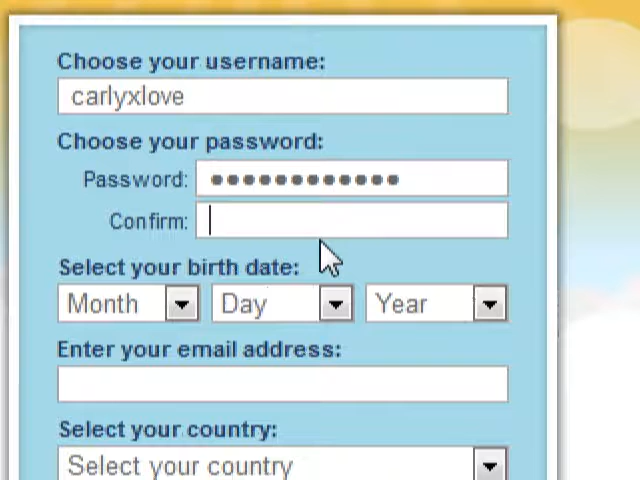 Choose your username:
carlyxlove
Choose your password:
Password: ●●●●●●●●●●●●
Confirm:
Select your birth date:
Month Day Year
Enter your email address:
Select your country:
Select your country